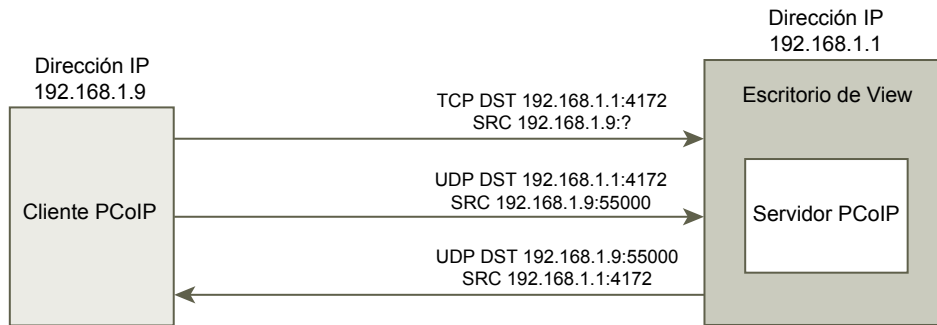 Dirección IP
192.168.1.1
Dirección IP
192.168.1.9
TCP DST 192.168.1.1:4172
SRC 192.168.1.9:?
Escritorio de View
UDP DST 192.168.1.1:4172
SRC 192.168.1.9:55000
Cliente PCoIP
Servidor PCoIP
UDP DST 192.168.1.9:55000
SRC 192.168.1.1:4172